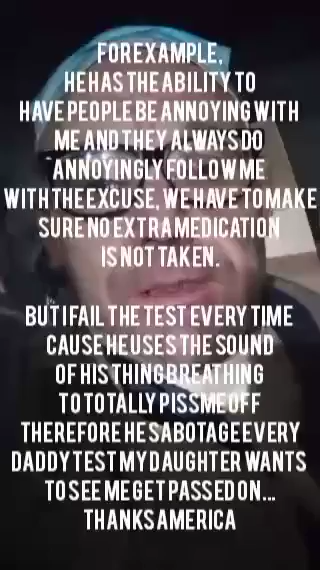 FOR EXAMPLE,
HE HAS THE ABILITY TO
HAVE PEOPLE BE ANNOYING WITH
ME AND THEY ALWAYS DO
ANNOYINGLY FOLLOW ME
WITH THE EXCUSE, WE HAVE TO MAKE
SURE NO EXTRA MEDICATION
IS NOT TAKEN.
BUT I FAIL THE TEST EVERY TIME
CAUSE HE USES THE SOUND
OF HIS THING BREATHING
TO TOTALLY PISS ME OFF
THEREFORE HE SABOTAGE EVERY
DADDY TEST MY DAUGHTER WANTS
TO SEE ME GET PASSED ON...
THANKS AMERICA